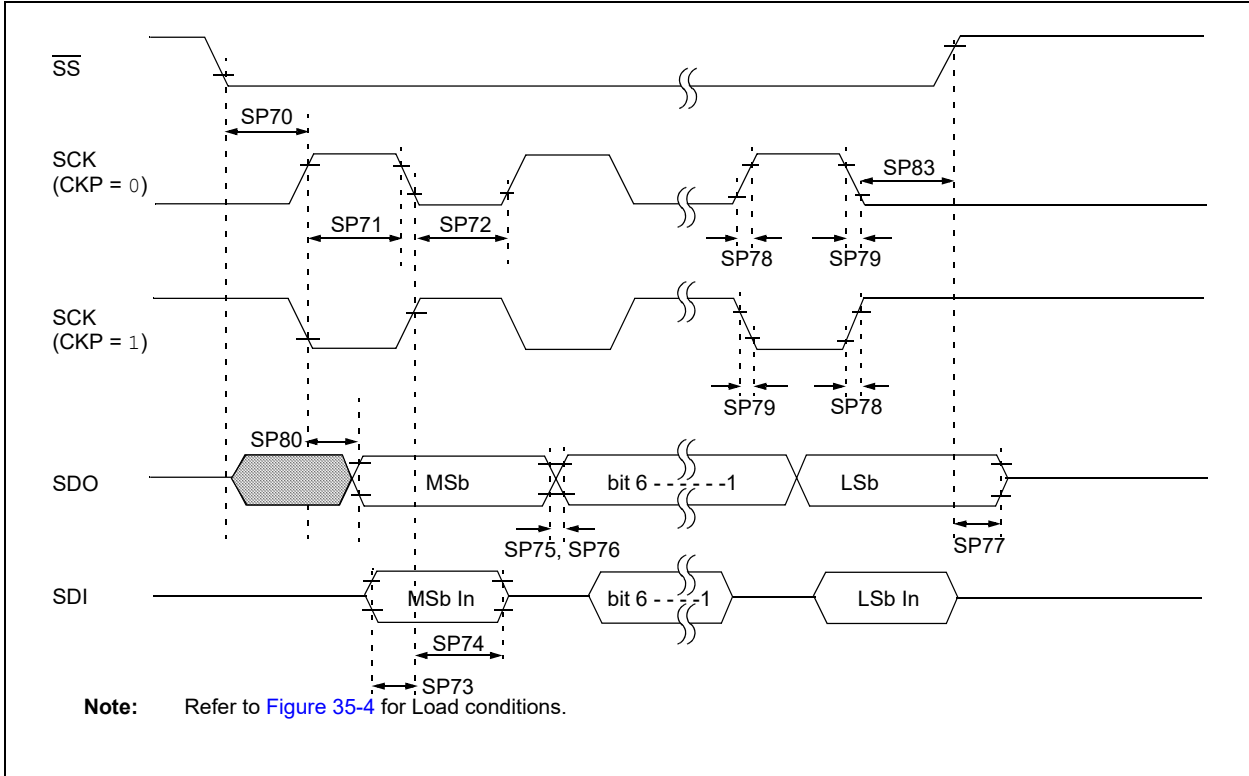 SS
SP70
SCK
(CKP = 0)
SP83
SP71
SP72
SP78
SP79
SCK
(CKP = 1)
SP79
SP78
SP80
SDO
MSb
bit 6 - - - - - - -1
LSb
SP75, SP76
SP77
SDI
MSb In
bit 6 - - - - -1
LSb In
SP74
SP73
Note: Refer to Figure 35-4 for Load conditions.